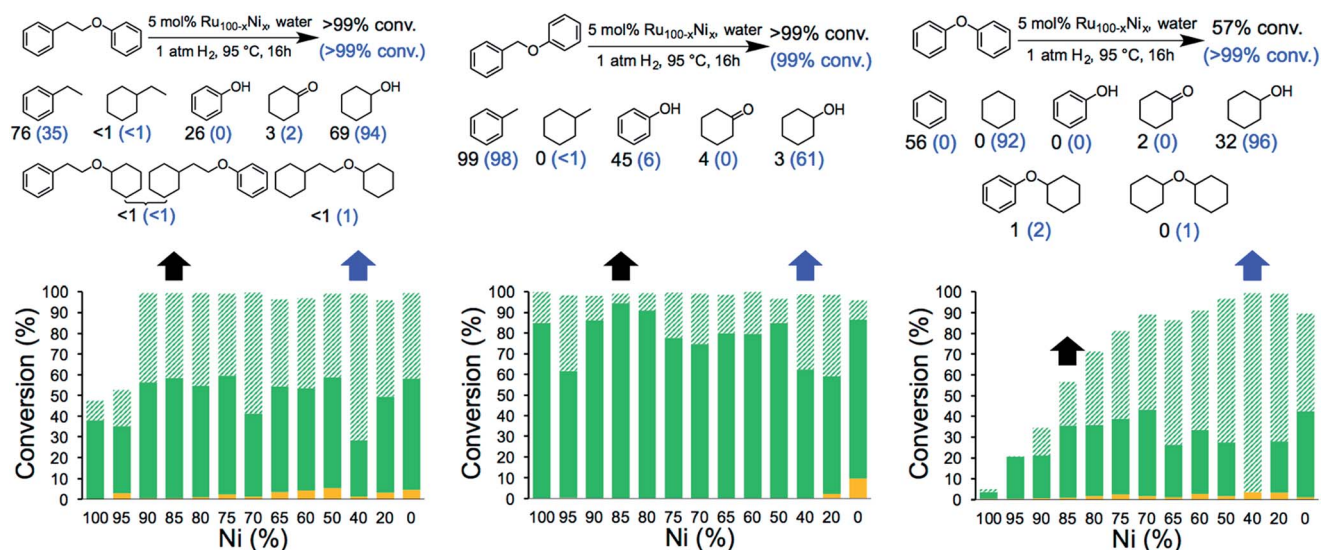 5 mol% Ru100-xNix, water
1 atm H2, 95 °C, 16h
>99% conv.
(>99% conv.)
O
OH
O
OH
76 (35)
<1 (<1)
26 (0)
3 (2)
69 (94)
O
O
O
<1 (<1)
<1 (1)
Conversion (%)
100
90
80
70
60
50
40
30
20
10
0
100 95 90 85 80 75 70 65 60 50 40 20 0
Ni (%)
5 mol% Ru100-xNix, water
1 atm H2, 95 °C, 16h
>99% conv.
(99% conv.)
O
OH
O
OH
99 (98)
0 (<1)
45 (6)
4 (0)
3 (61)
Conversion (%)
100
90
80
70
60
50
40
30
20
10
0
100 95 90 85 80 75 70 65 60 50 40 20 0
Ni (%)
5 mol% Ru100-xNix, water
1 atm H2, 95 °C, 16h
57% conv.
(>99% conv.)
O
OH
O
OH
56 (0)
0 (92)
0 (0)
2 (0)
32 (96)
O
O
1 (2)
0 (1)
Conversion (%)
100
90
80
70
60
50
40
30
20
10
0
100 95 90 85 80 75 70 65 60 50 40 20 0
Ni (%)